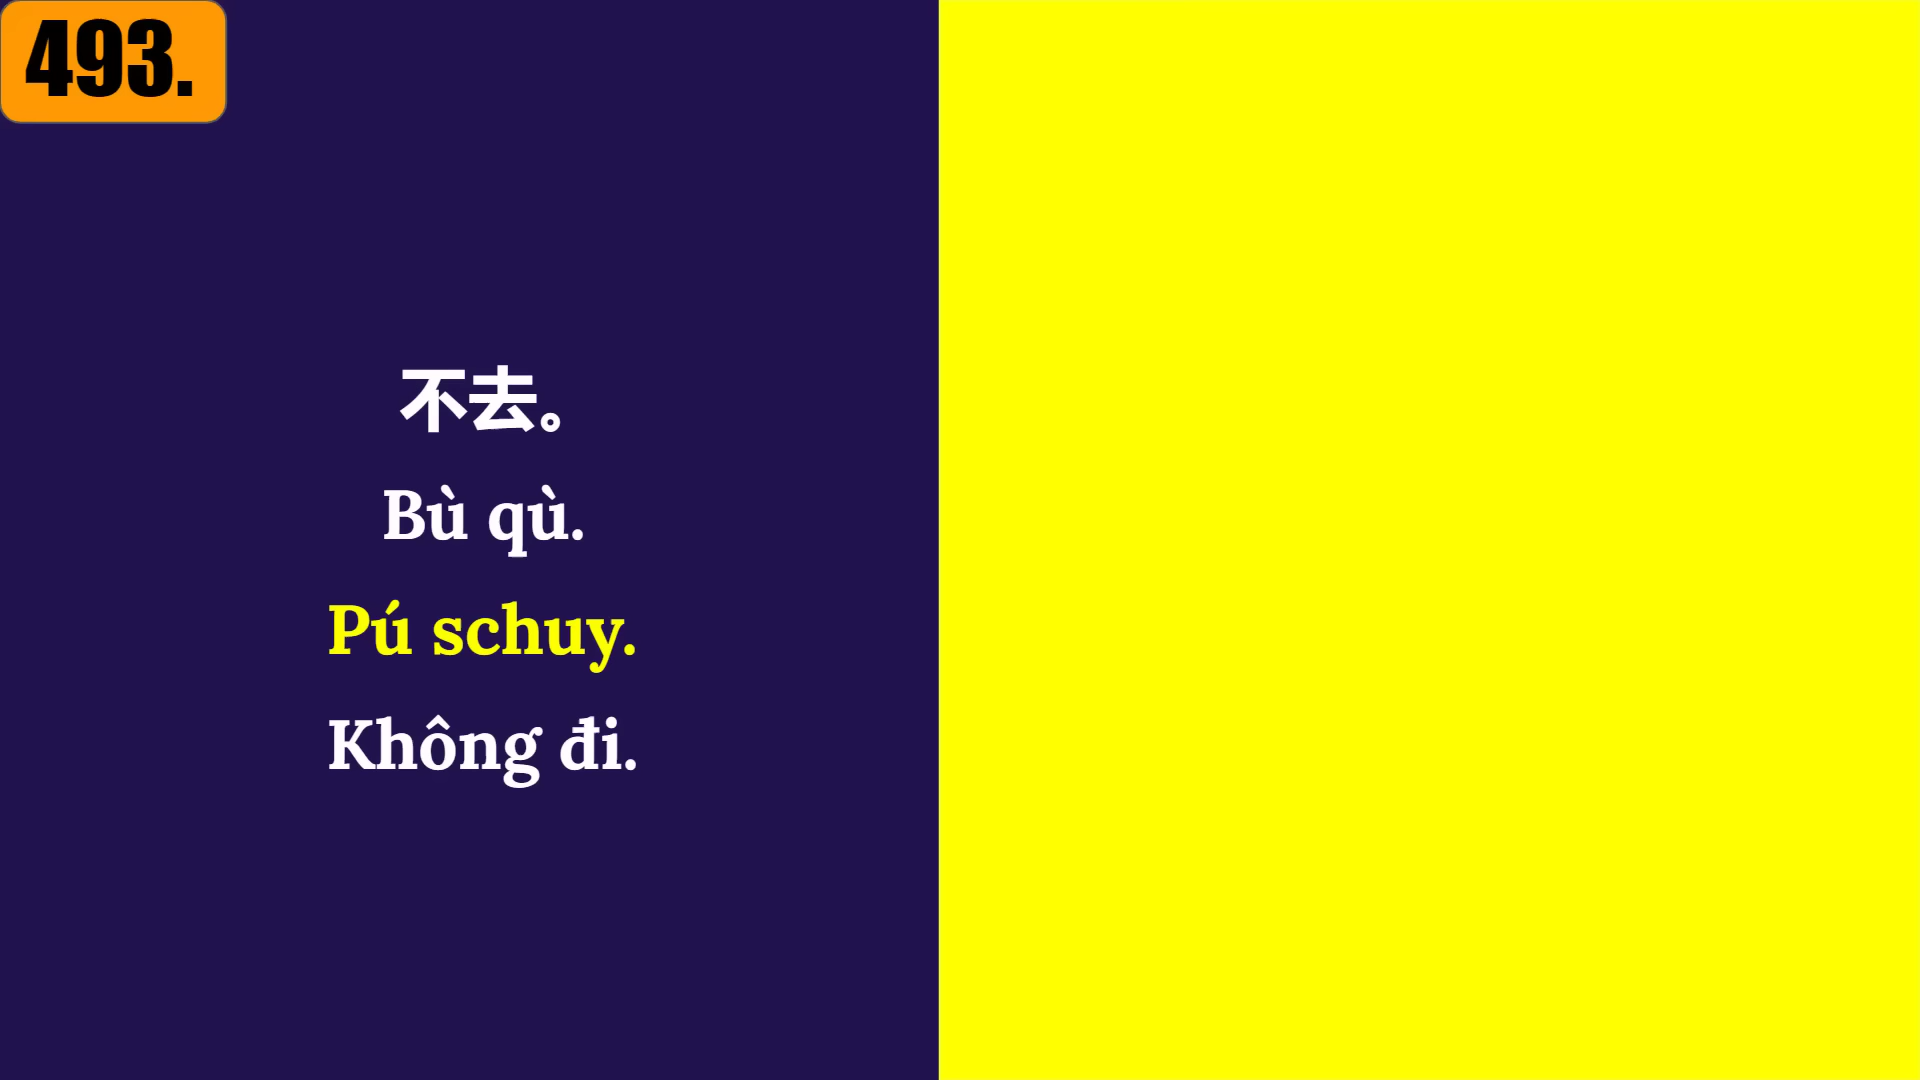 493.
不去。
Bù qù.
Pú schuy.
Không đi.